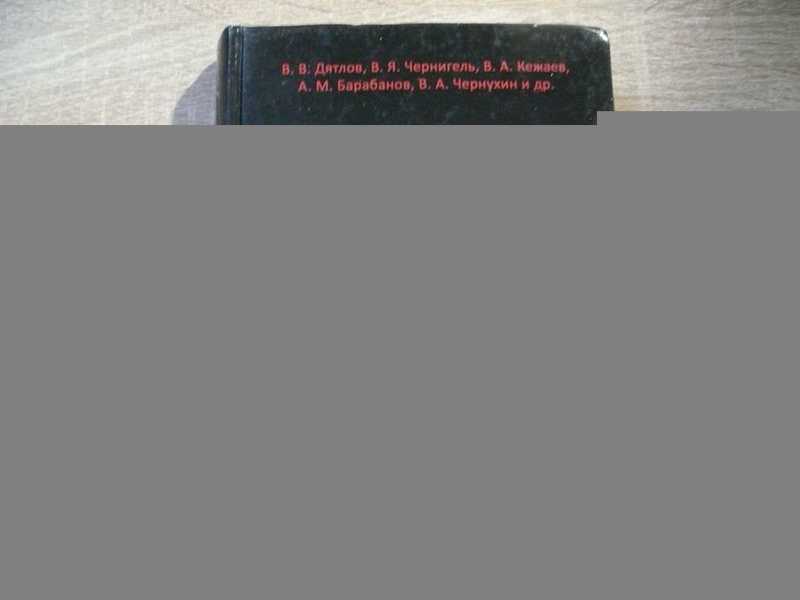 В. В. Дятлов, В. Я. Чернигель, В. А. Кежаев,
А. М. Барабанов, В. А. Чернухин и др.